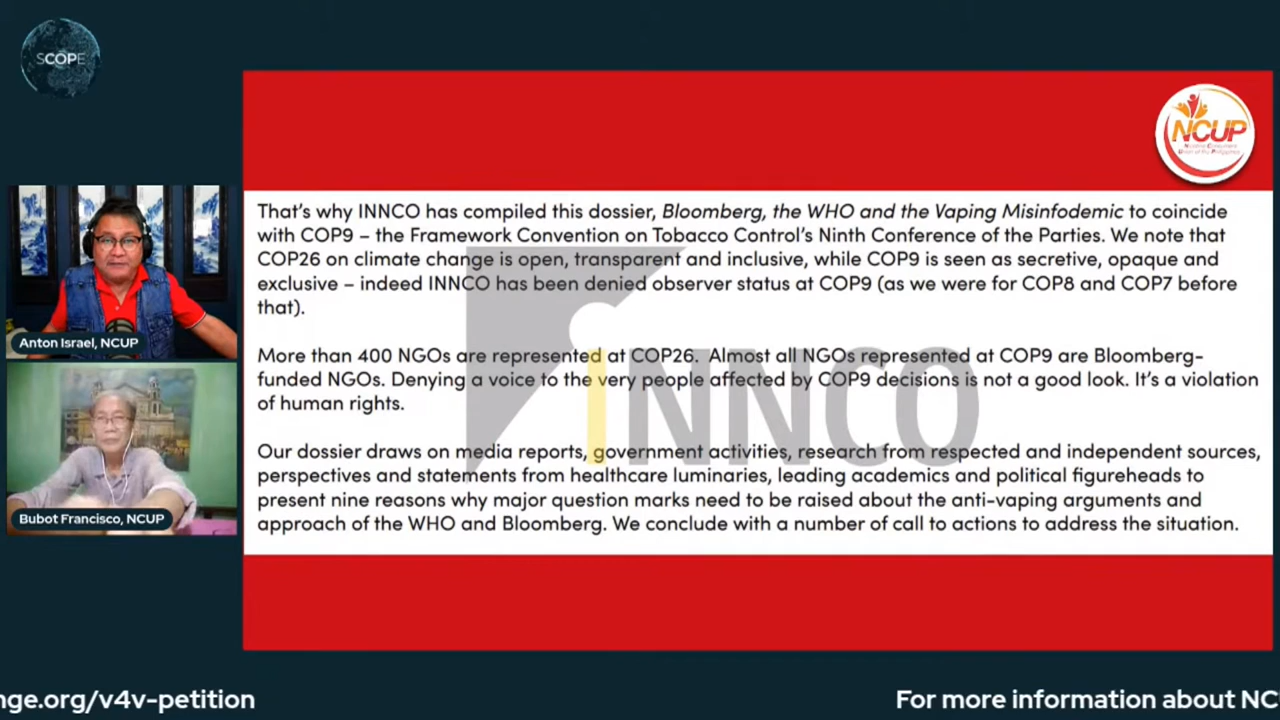 SCOPE
NCUP
Nicotine Consumers
Union of the Philippines
That's why INNCO has compiled this dossier, Bloomberg, the WHO and the Vaping Misinfodemic to coincide
with COP9 – the Framework Convention on Tobacco Control's Ninth Conference of the Parties. We note that
COP26 on climate change is open, transparent and inclusive, while COP9 is seen as secretive, opaque and
exclusive – indeed INNCO has been denied observer status at COP9 (as we were for COP8 and COP7 before
that).
More than 400 NGOs are represented at COP26. Almost all NGOs represented at COP9 are Bloomberg-
funded NGOs. Denying a voice to the very people affected by COP9 decisions is not a good look. It's a violation
of human rights.
Our dossier draws on media reports, government activities, research from respected and independent sources,
perspectives and statements from healthcare luminaries, leading academics and political figureheads to
present nine reasons why major question marks need to be raised about the anti-vaping arguments and
approach of the WHO and Bloomberg. We conclude with a number of call to actions to address the situation.
iNNCO
Anton Israel, NCUP
Bubot Francisco, NCUP
nge.org/v4v-petition
For more information about NC